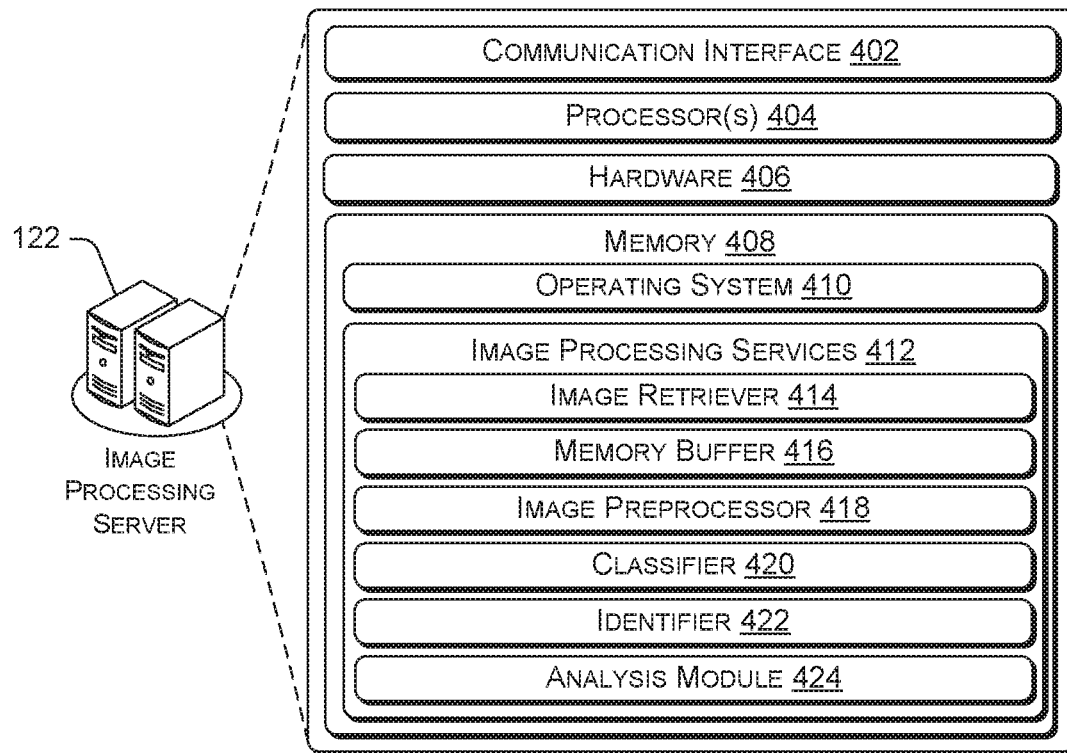 COMMUNICATION INTERFACE 402
PROCESSOR(S) 404
HARDWARE 406
122
MEMORY 408
OPERATING SYSTEM 410
IMAGE PROCESSING SERVICES 412
IMAGE RETRIEVER 414
MEMORY BUFFER 416
IMAGE PREPROCESSOR 418
CLASSIFIER 420
IDENTIFIER 422
ANALYSIS MODULE 424
IMAGE
PROCESSING
SERVER